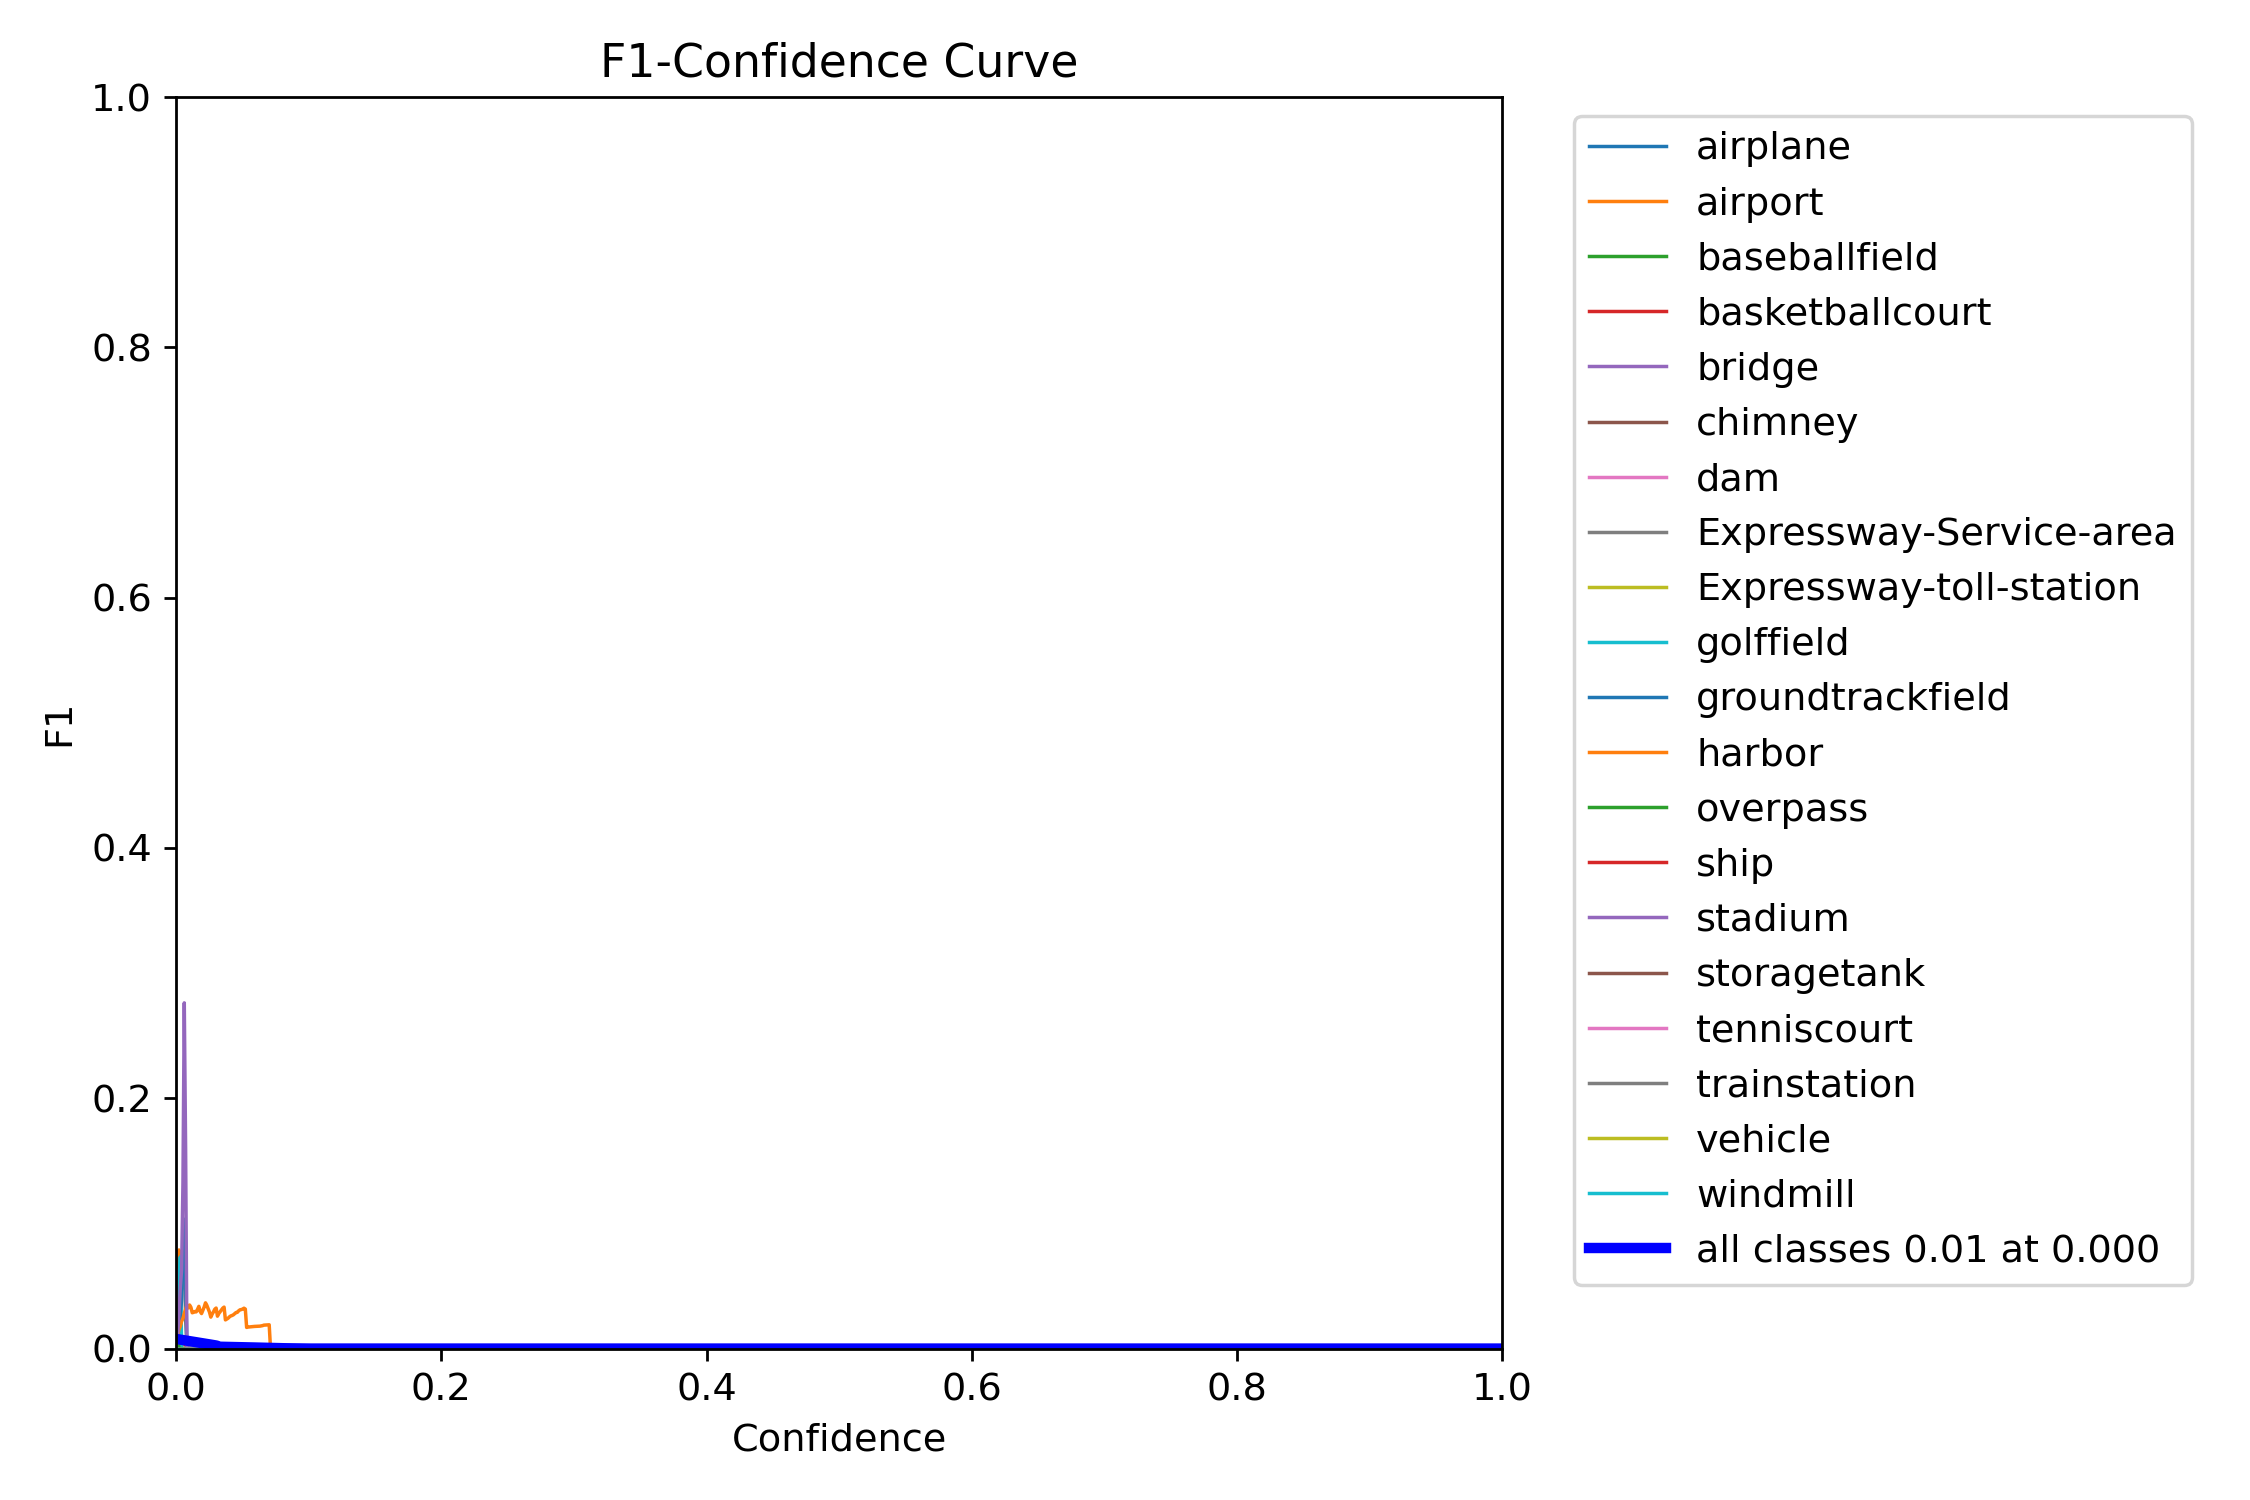 F1-Confidence Curve
1.0
0.8
0.6
0.4
0.2
0.0
F1
0.0 0.2 0.4 0.6 0.8 1.0
Confidence
airplane
airport
baseballfield
basketballcourt
bridge
chimney
dam
Expressway-Service-area
Expressway-toll-station
golffield
groundtrackfield
harbor
overpass
ship
stadium
storagetank
tenniscourt
trainstation
vehicle
windmill
all classes 0.01 at 0.000